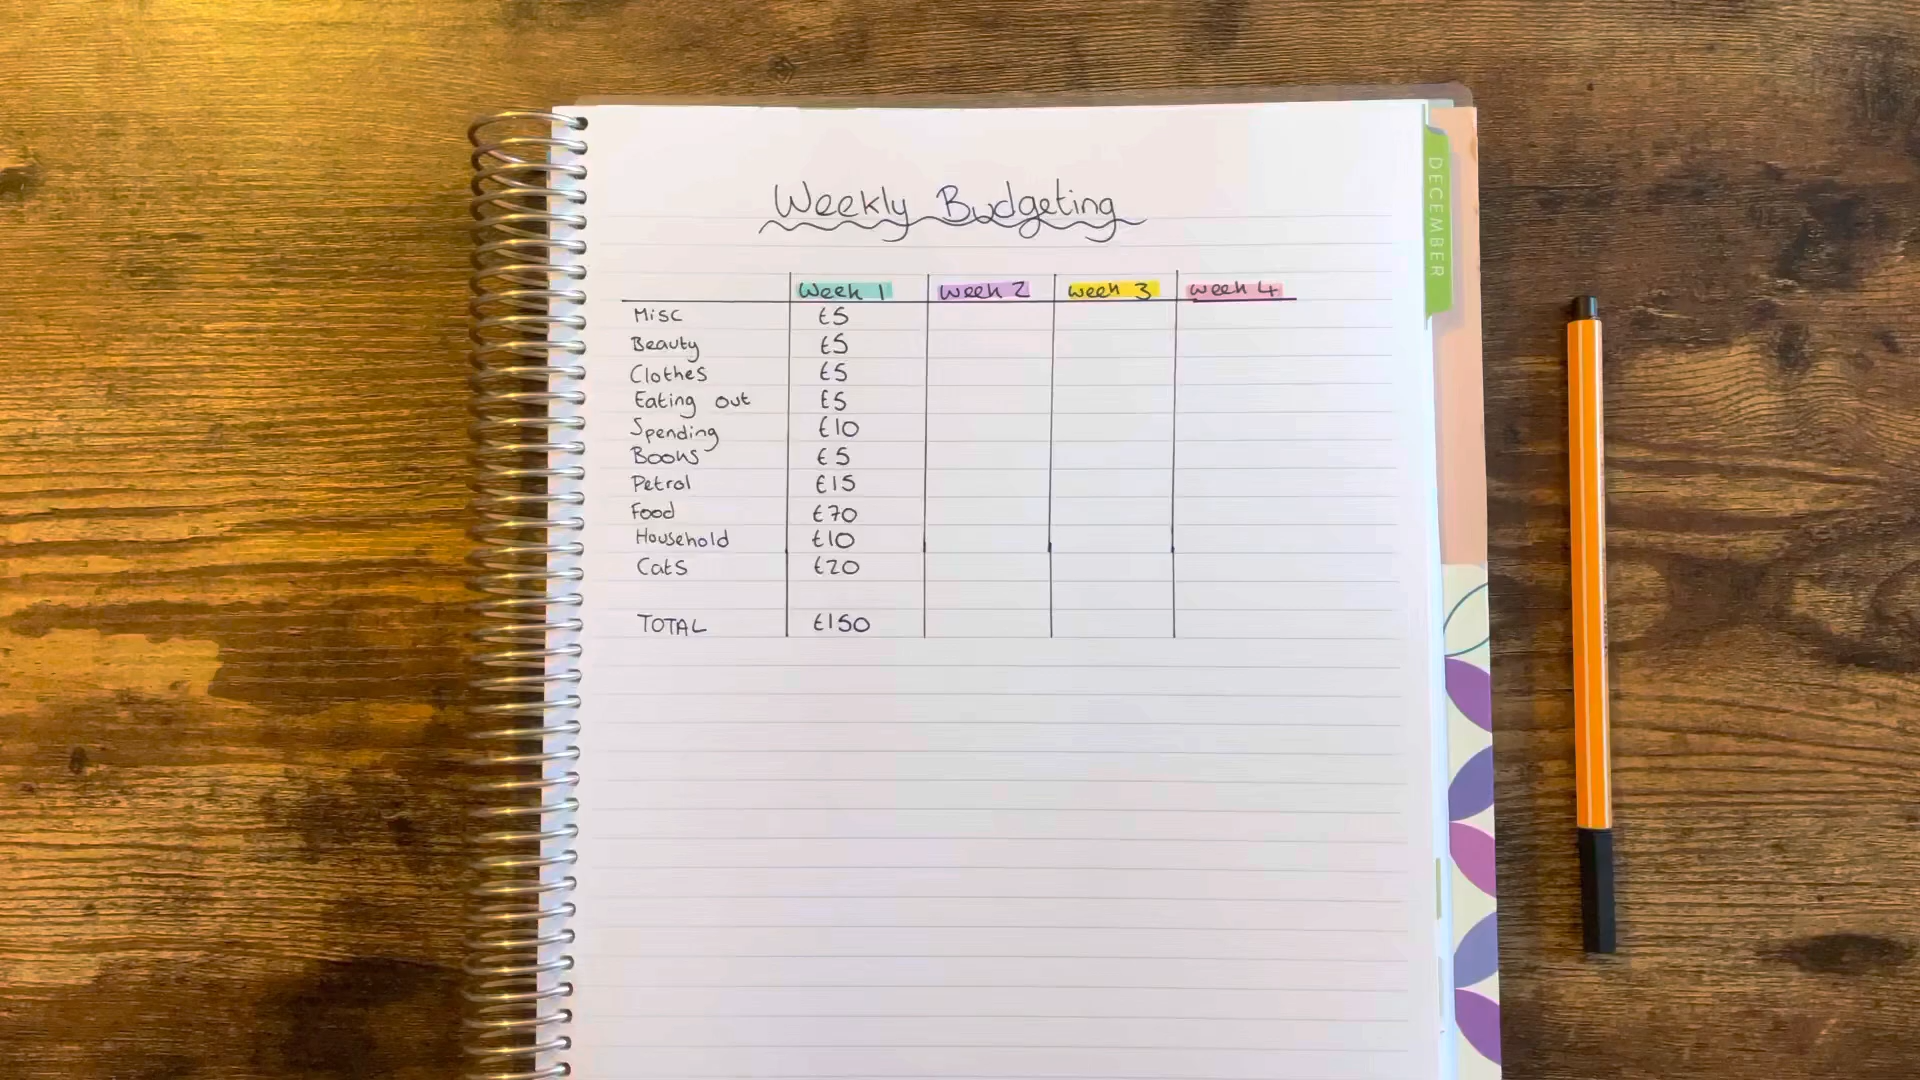 Weekly Budgeting
Week 1 Week 2 Week 3 Week 4
Misc £5
Beauty £5
Clothes £5
Eating out £5
Spending £10
Books £5
Petrol £15
Food £70
Household £10
Cats £20
TOTAL £150
DECEMBER